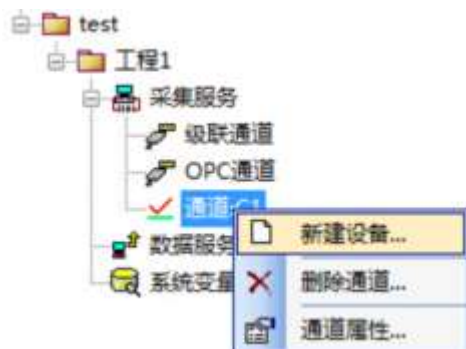 test
工程1
采集服务
级联通道
OPC通道
通道:C1
新建设备...
数据服务
删除通道...
系统变量
通道属性...